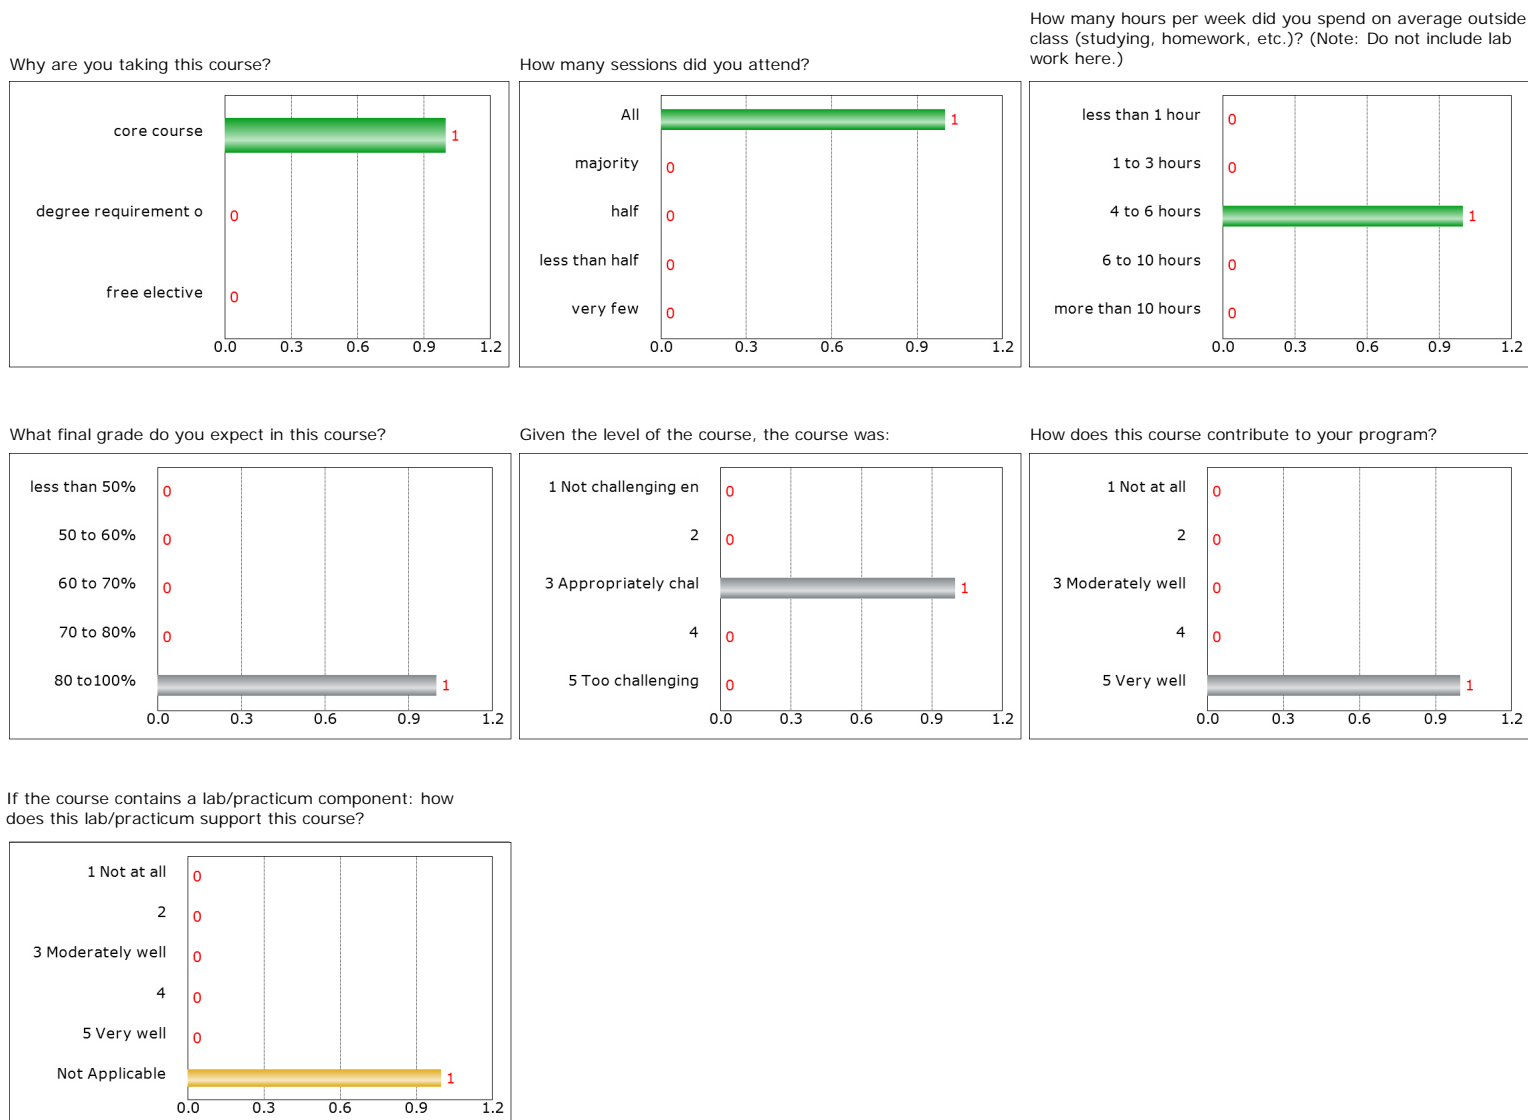 Why are you taking this course?
core course
1
degree requirement o
0
free elective
0
0.0 0.3 0.6 0.9 1.2
How many sessions did you attend?
All
1
majority
0
half
0
less than half
0
very few
0
0.0 0.3 0.6 0.9 1.2
How many hours per week did you spend on average outside
class (studying, homework, etc.)? (Note: Do not include lab
work here.)
less than 1 hour
0
1 to 3 hours
0
4 to 6 hours
1
6 to 10 hours
0
more than 10 hours
0
0.0 0.3 0.6 0.9 1.2
What final grade do you expect in this course?
less than 50%
0
50 to 60%
0
60 to 70%
0
70 to 80%
0
80 to100%
1
0.0 0.3 0.6 0.9 1.2
Given the level of the course, the course was:
1 Not challenging en
0
2
0
3 Appropriately chal
1
4
0
5 Too challenging
0
0.0 0.3 0.6 0.9 1.2
How does this course contribute to your program?
1 Not at all
0
2
0
3 Moderately well
0
4
0
5 Very well
1
0.0 0.3 0.6 0.9 1.2
If the course contains a lab/practicum component: how
does this lab/practicum support this course?
1 Not at all
0
2
0
3 Moderately well
0
4
0
5 Very well
0
Not Applicable
1
0.0 0.3 0.6 0.9 1.2